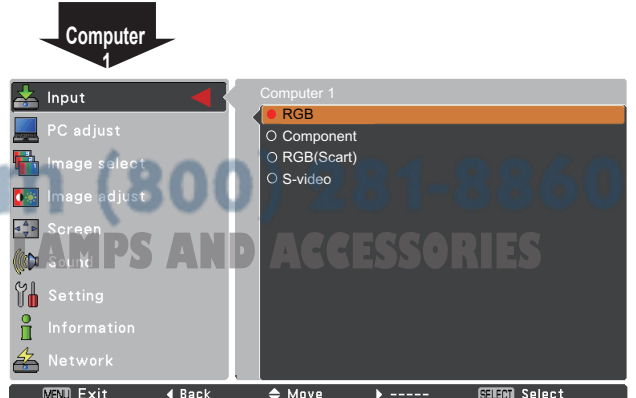 Computer
1
Input
Computer 1
RGB
PC adjust
Component
Image select
RGB(Scart)
S-video
m (800) 281-8860
Image adjust
Screen
LAMPS AND ACCESSORIES
Sound
Setting
Information
Network
MENU Exit
Back
Move
-----
SELECT Select